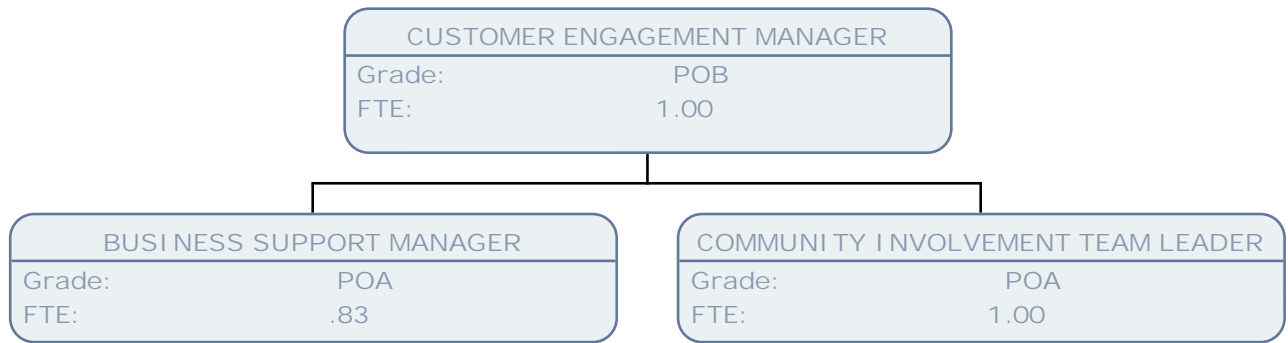 CUSTOMER ENGAGEMENT MANAGER
Grade: POB
FTE: 1.00
BUSINESS SUPPORT MANAGER
Grade: POA
FTE: .83
COMMUNITY INVOLVEMENT TEAM LEADER
Grade: POA
FTE: 1.00